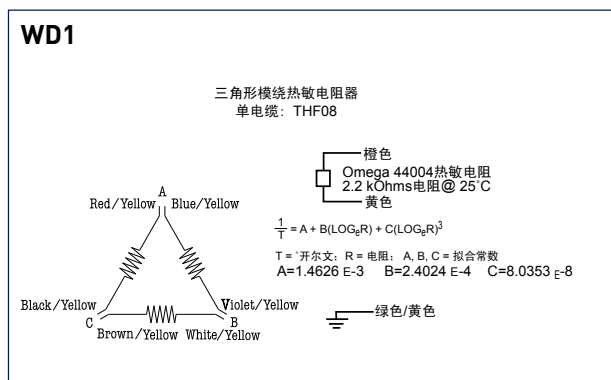 WD1
三角形模绕热敏电阻器
单电缆：THF08
橙色
Omega 44004热敏电阻
2.2 kOhms电阻@ 25°C
黄色
A
Red/Yellow Blue/Yellow
1/T = A + B(LOGeR) + C(LOGeR)3
T = °开尔文；R = 电阻； A, B, C = 拟合常数
A=1.4626 E-3 B=2.4024 E-4 C=8.0353 E-8
Black/Yellow Violet/Yellow
C B
Brown/Yellow White/Yellow
绿色/黄色